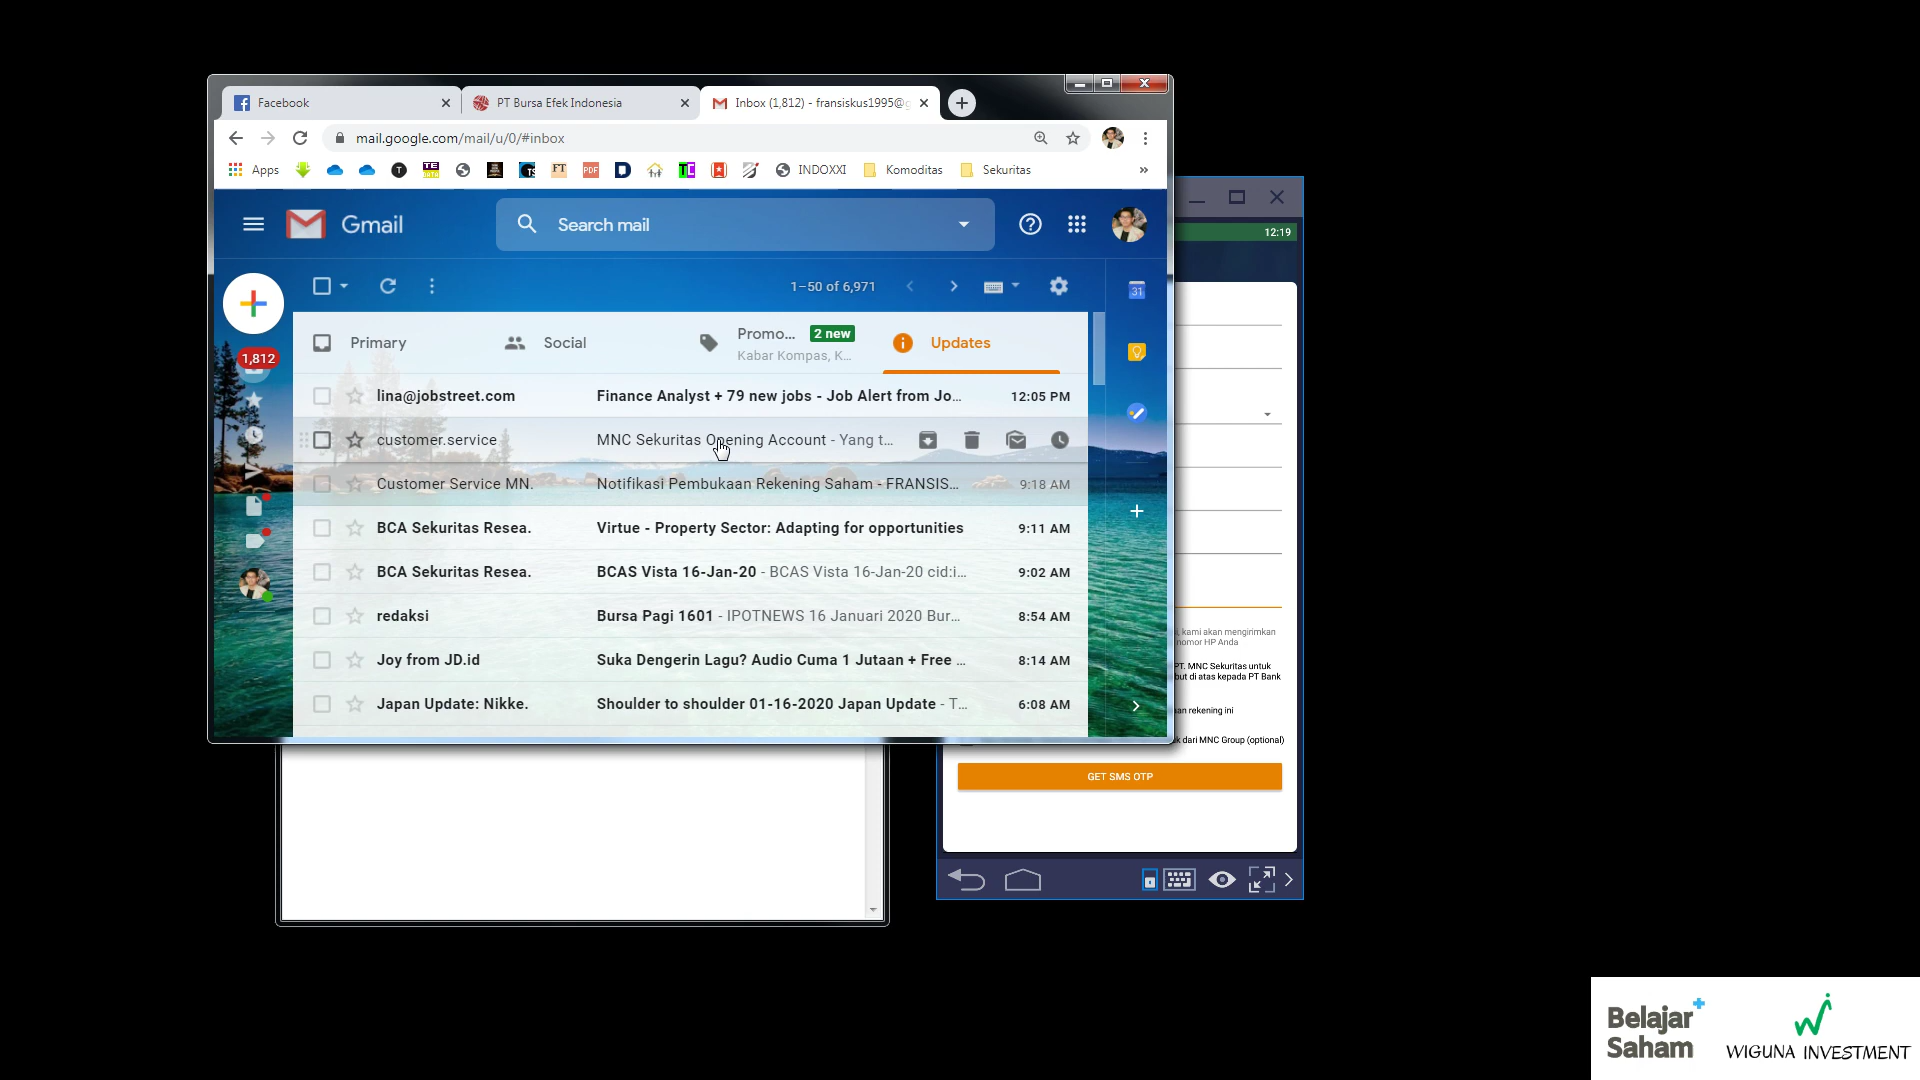 Facebook
PT Bursa Efek Indonesia
Inbox (1,812) - fransiskus1995@g
mail.google.com/mail/u/0/#inbox
Apps
T
TE
FT
PDF
TC
INDOXXI
Komoditas
Sekuritas
»
Gmail
Search mail
12:19
1–50 of 6,971
31
Primary
Social
Promo... 2 new
Kabar Kompas, K...
Updates
1,812
lina@jobstreet.com Finance Analyst + 79 new jobs - Job Alert from Jo... 12:05 PM
customer.service MNC Sekuritas Opening Account - Yang t...
Customer Service MN. Notifikasi Pembukaan Rekening Saham - FRANSIS... 9:18 AM
BCA Sekuritas Resea. Virtue - Property Sector: Adapting for opportunities 9:11 AM
BCA Sekuritas Resea. BCAS Vista 16-Jan-20 - BCAS Vista 16-Jan-20 cid:i... 9:02 AM
redaksi Bursa Pagi 1601 - IPOTNEWS 16 Januari 2020 Bur... 8:54 AM
Joy from JD.id Suka Dengerin Lagu? Audio Cuma 1 Jutaan + Free ... 8:14 AM
Japan Update: Nikke. Shoulder to shoulder 01-16-2020 Japan Update - T... 6:08 AM
i, kami akan mengirimkan
nomor HP Anda
PT. MNC Sekuritas untuk
but di atas kepada PT Bank
an rekening ini
k dari MNC Group (optional)
GET SMS OTP
Belajar
Saham
WIGUNA INVESTMENT